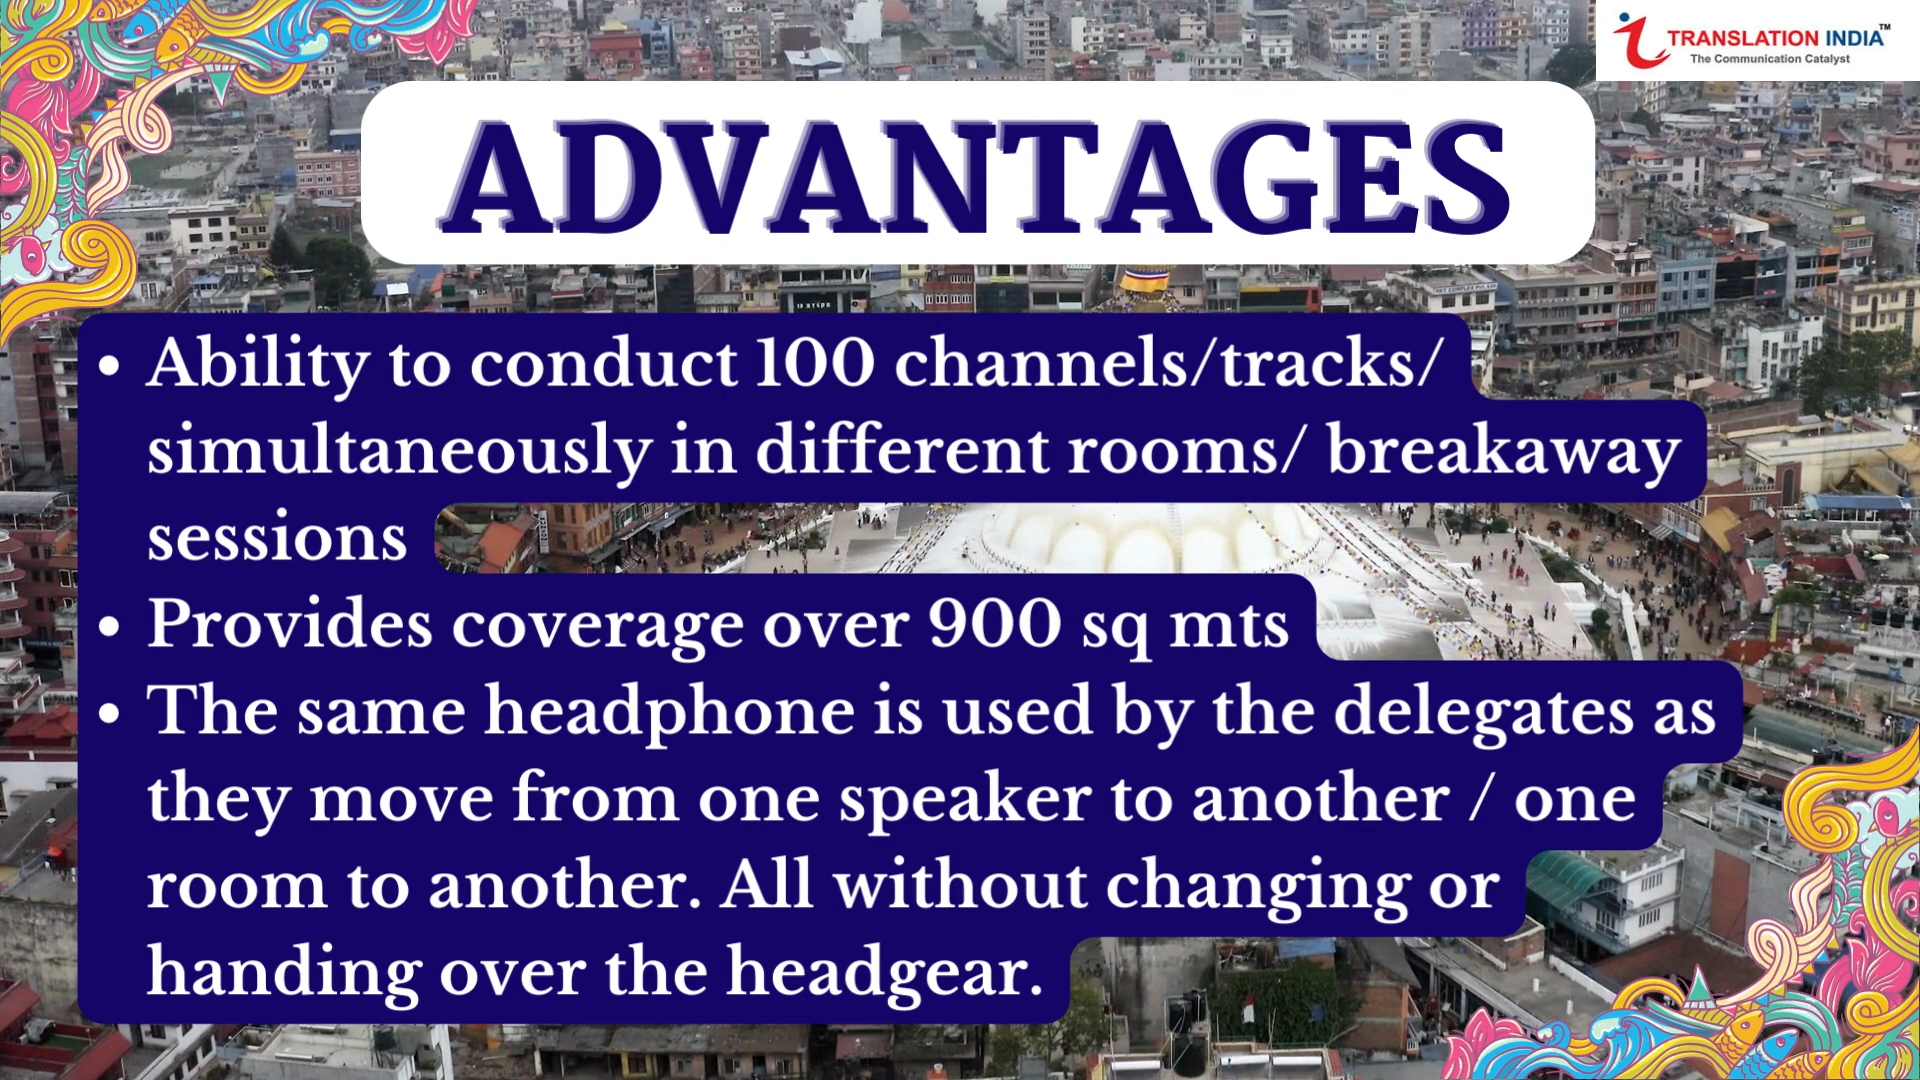 TRANSLATION INDIA™
The Communication Catalyst
ADVANTAGES
• Ability to conduct 100 channels/tracks/
simultaneously in different rooms/ breakaway
sessions
• Provides coverage over 900 sq mts
• The same headphone is used by the delegates as
they move from one speaker to another / one
room to another. All without changing or
handing over the headgear.